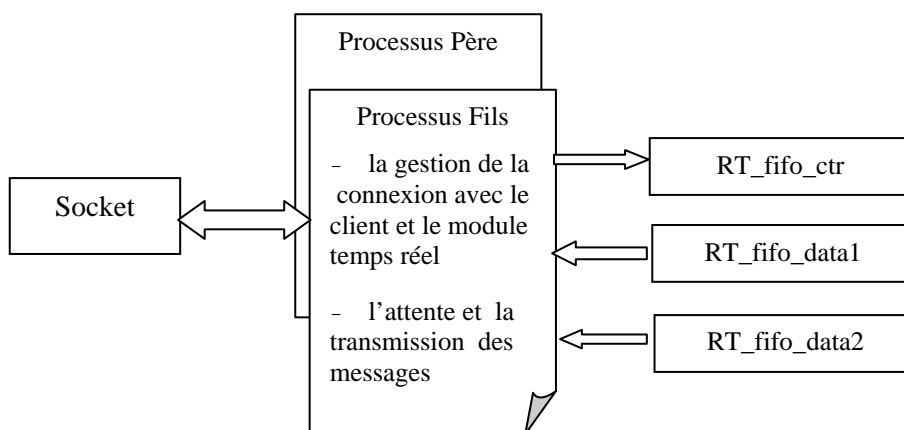 Processus Père
Processus Fils
- la gestion de la
connexion avec le
client et le module
temps réel
- l’attente et la
transmission des
messages
Socket
RT_fifo_ctr
RT_fifo_data1
RT_fifo_data2